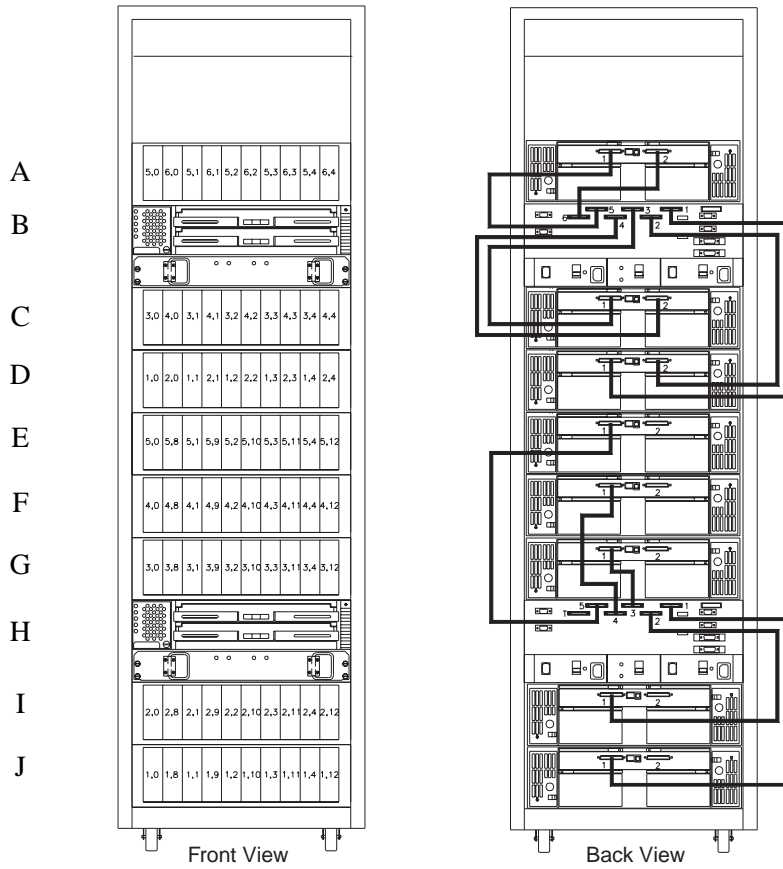 A
5,0 6,0 5,1 6,1 5,2 6,2 5,3 6,3 5,4 6,4
B
C
3,0 4,0 3,1 4,1 3,2 4,2 3,3 4,3 3,4 4,4
D
1,0 2,0 1,1 2,1 1,2 2,2 1,3 2,3 1,4 2,4
E
5,0 5,8 5,1 5,9 5,2 5,10 5,3 5,11 5,4 5,12
F
4,0 4,8 4,1 4,9 4,2 4,10 4,3 4,11 4,4 4,12
G
3,0 3,8 3,1 3,9 3,2 3,10 3,3 3,11 3,4 3,12
H
I
2,0 2,8 2,1 2,9 2,2 2,10 2,3 2,11 2,4 2,12
J
1,0 1,8 1,1 1,9 1,2 1,10 1,3 1,11 1,4 1,12
Front View
1 2
5 3 1
4 2
1 2
1 2
1 2
1 2
1 2
5 3 1
4 2
1 2
1 2
Back View